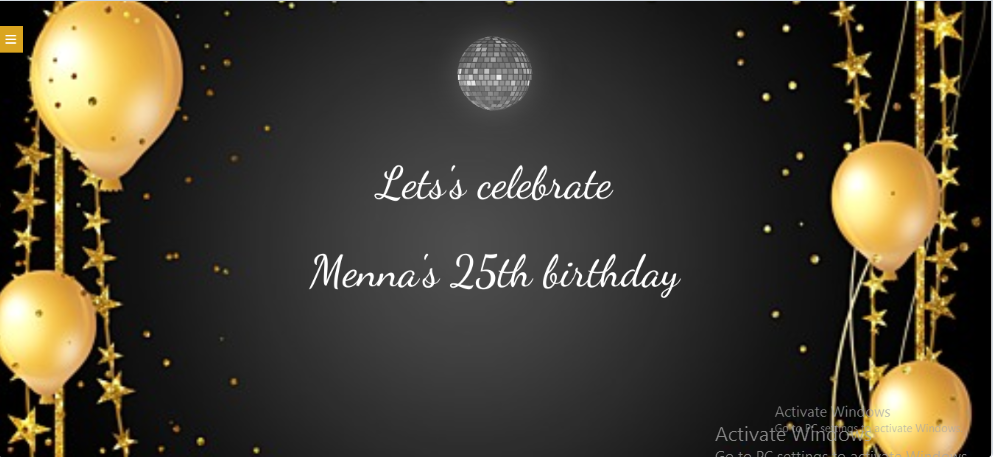 Lets's celebrate
Menna's 25th birthday
Activate Windows
Go to PC settings to activate Windows
Activate Windows
Go to PC settings to activate Windows.